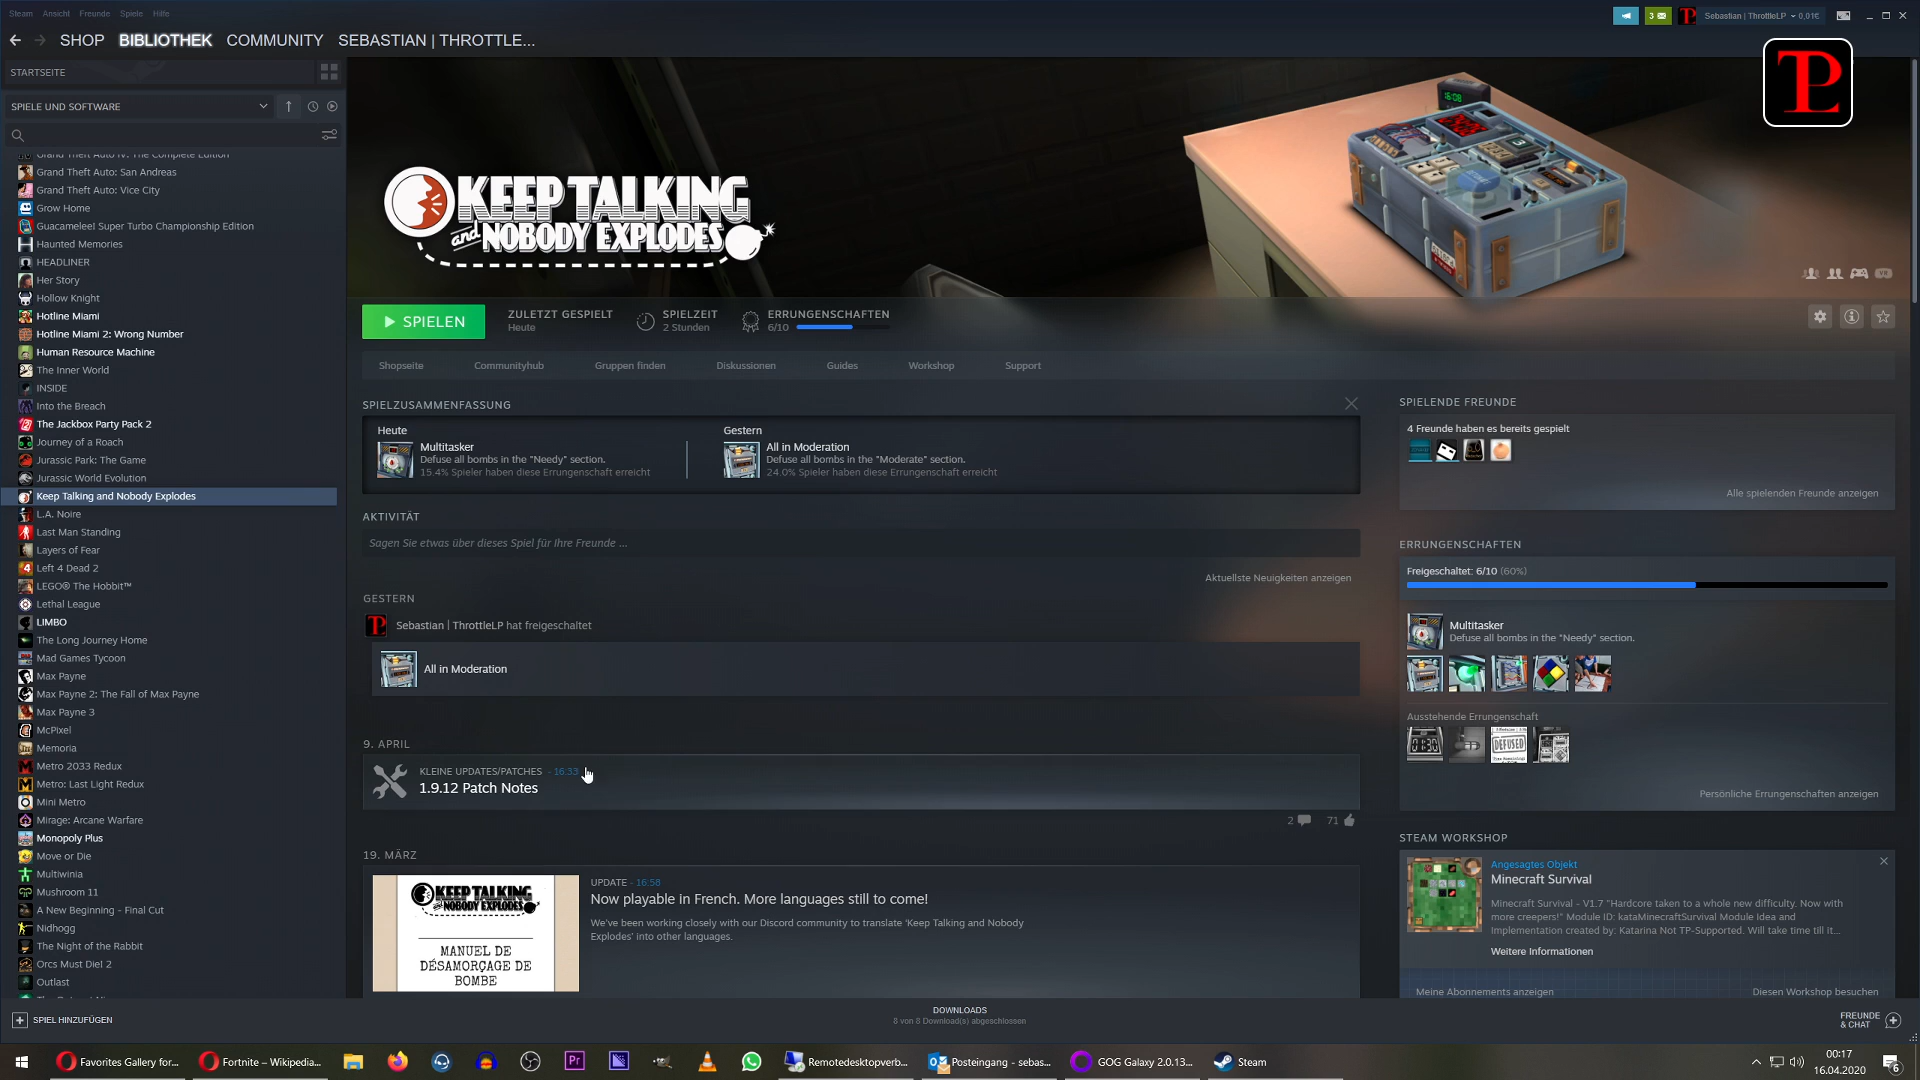 Steam Ansicht Freunde Spiele Hilfe
3 Sebastian | ThrottleLP 0,01€
SHOP BIBLIOTHEK COMMUNITY SEBASTIAN | THROTTLE...
STARTSEITE
SPIELE UND SOFTWARE
Grand Theft Auto IV: The Complete Edition
Grand Theft Auto: San Andreas
Grand Theft Auto: Vice City
Grow Home
Guacamelee! Super Turbo Championship Edition
Haunted Memories
HEADLINER
Her Story
Hollow Knight
Hotline Miami
Hotline Miami 2: Wrong Number
Human Resource Machine
The Inner World
INSIDE
Into the Breach
The Jackbox Party Pack 2
Journey of a Roach
Jurassic Park: The Game
Jurassic World Evolution
Keep Talking and Nobody Explodes
L.A. Noire
Last Man Standing
Layers of Fear
Left 4 Dead 2
LEGO® The Hobbit™
Lethal League
LIMBO
The Long Journey Home
Mad Games Tycoon
Max Payne
Max Payne 2: The Fall of Max Payne
Max Payne 3
McPixel
Memoria
Metro 2033 Redux
Metro: Last Light Redux
Mini Metro
Mirage: Arcane Warfare
Monopoly Plus
Move or Die
Multiwinia
Mushroom 11
A New Beginning - Final Cut
Nidhogg
The Night of the Rabbit
Orcs Must Die! 2
Outlast
SPIEL HINZUFÜGEN
KEEP TALKING
and NOBODY EXPLODES
16:08
TPL
SPIELEN
ZULETZT GESPIELT
Heute
SPIELZEIT
2 Stunden
ERRUNGENSCHAFTEN
6/10
Shopseite Communityhub Gruppen finden Diskussionen Guides Workshop Support
SPIELZUSAMMENFASSUNG
Heute
Multitasker
Defuse all bombs in the "Needy" section.
15.4% Spieler haben diese Errungenschaft erreicht
Gestern
All in Moderation
Defuse all bombs in the "Moderate" section.
24.0% Spieler haben diese Errungenschaft erreicht
AKTIVITÄT
Sagen Sie etwas über dieses Spiel für Ihre Freunde ...
Aktuellste Neuigkeiten anzeigen
GESTERN
Sebastian | ThrottleLP hat freigeschaltet
All in Moderation
9. APRIL
KLEINE UPDATES/PATCHES - 16:33
1.9.12 Patch Notes
2 71
19. MÄRZ
KEEP TALKING
and NOBODY EXPLODES
MANUEL DE
DÉSAMORÇAGE DE
BOMBE
UPDATE - 16:58
Now playable in French. More languages still to come!
We've been working closely with our Discord community to translate 'Keep Talking and Nobody
Explodes' into other languages.
SPIELENDE FREUNDE
4 Freunde haben es bereits gespielt
Alle spielenden Freunde anzeigen
ERRUNGENSCHAFTEN
Freigeschaltet: 6/10 (60%)
Multitasker
Defuse all bombs in the "Needy" section.
Ausstehende Errungenschaft
01:30
DEFUSED
Persönliche Errungenschaften anzeigen
STEAM WORKSHOP
Angesagtes Objekt
Minecraft Survival
Minecraft Survival - V1.7 "Hardcore taken to a whole new difficulty. Now with
more creepers!" Module ID: kataMinecraftSurvival Module Idea and
Implementation created by: Katarina Not TP-Supported. Will take time till it...
Weitere Informationen
Meine Abonnements anzeigen Diesen Workshop besuchen
DOWNLOADS
8 von 8 Download(s) abgeschlossen
FREUNDE
& CHAT
Favorites Gallery for... Fortnite – Wikipedia... Pr Remotedesktopverb... Posteingang - sebas... GOG Galaxy 2.0.13... Steam
00:17
16.04.2020
6